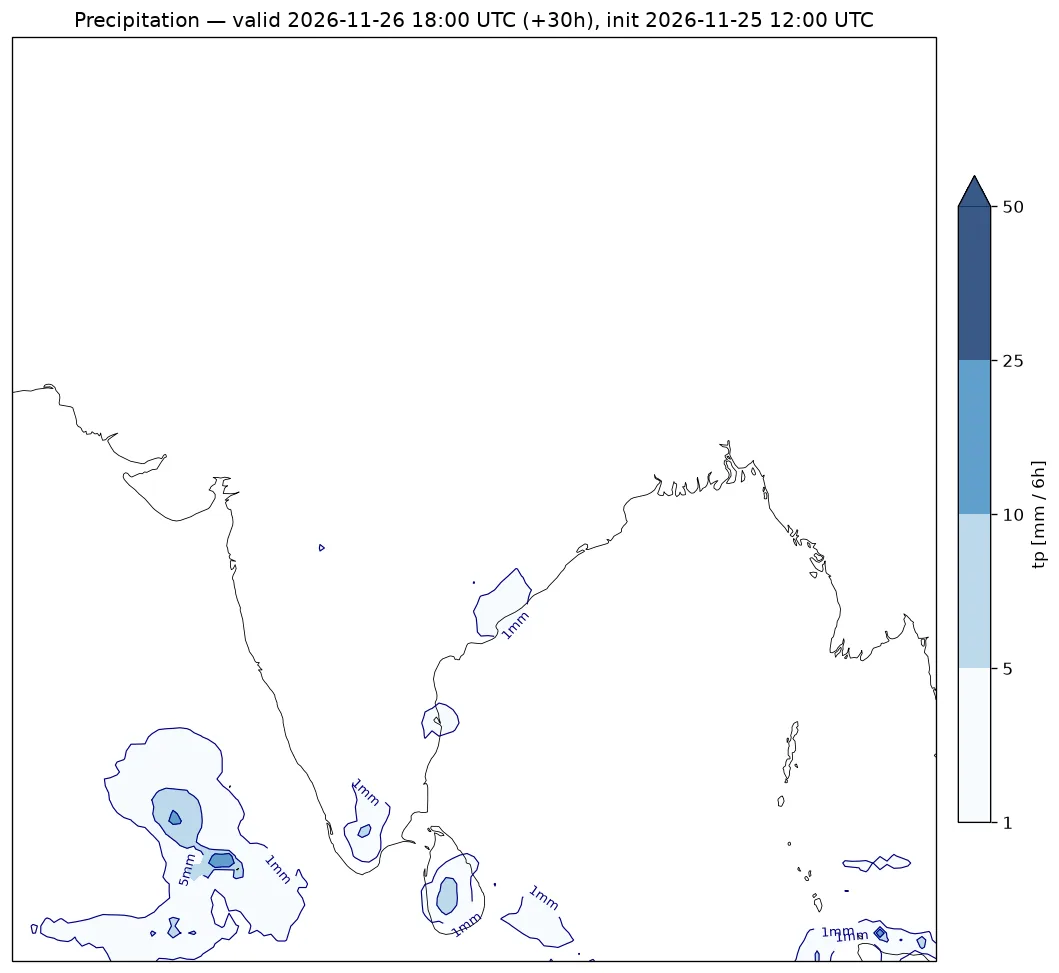 Precipitation — valid 2026-11-26 18:00 UTC (+30h), init 2026-11-25 12:00 UTC
50
25
10
5
1
tp [mm / 6h]
1mm
1mm
1mm
5mm
1mm
1mm
1mm
1mm